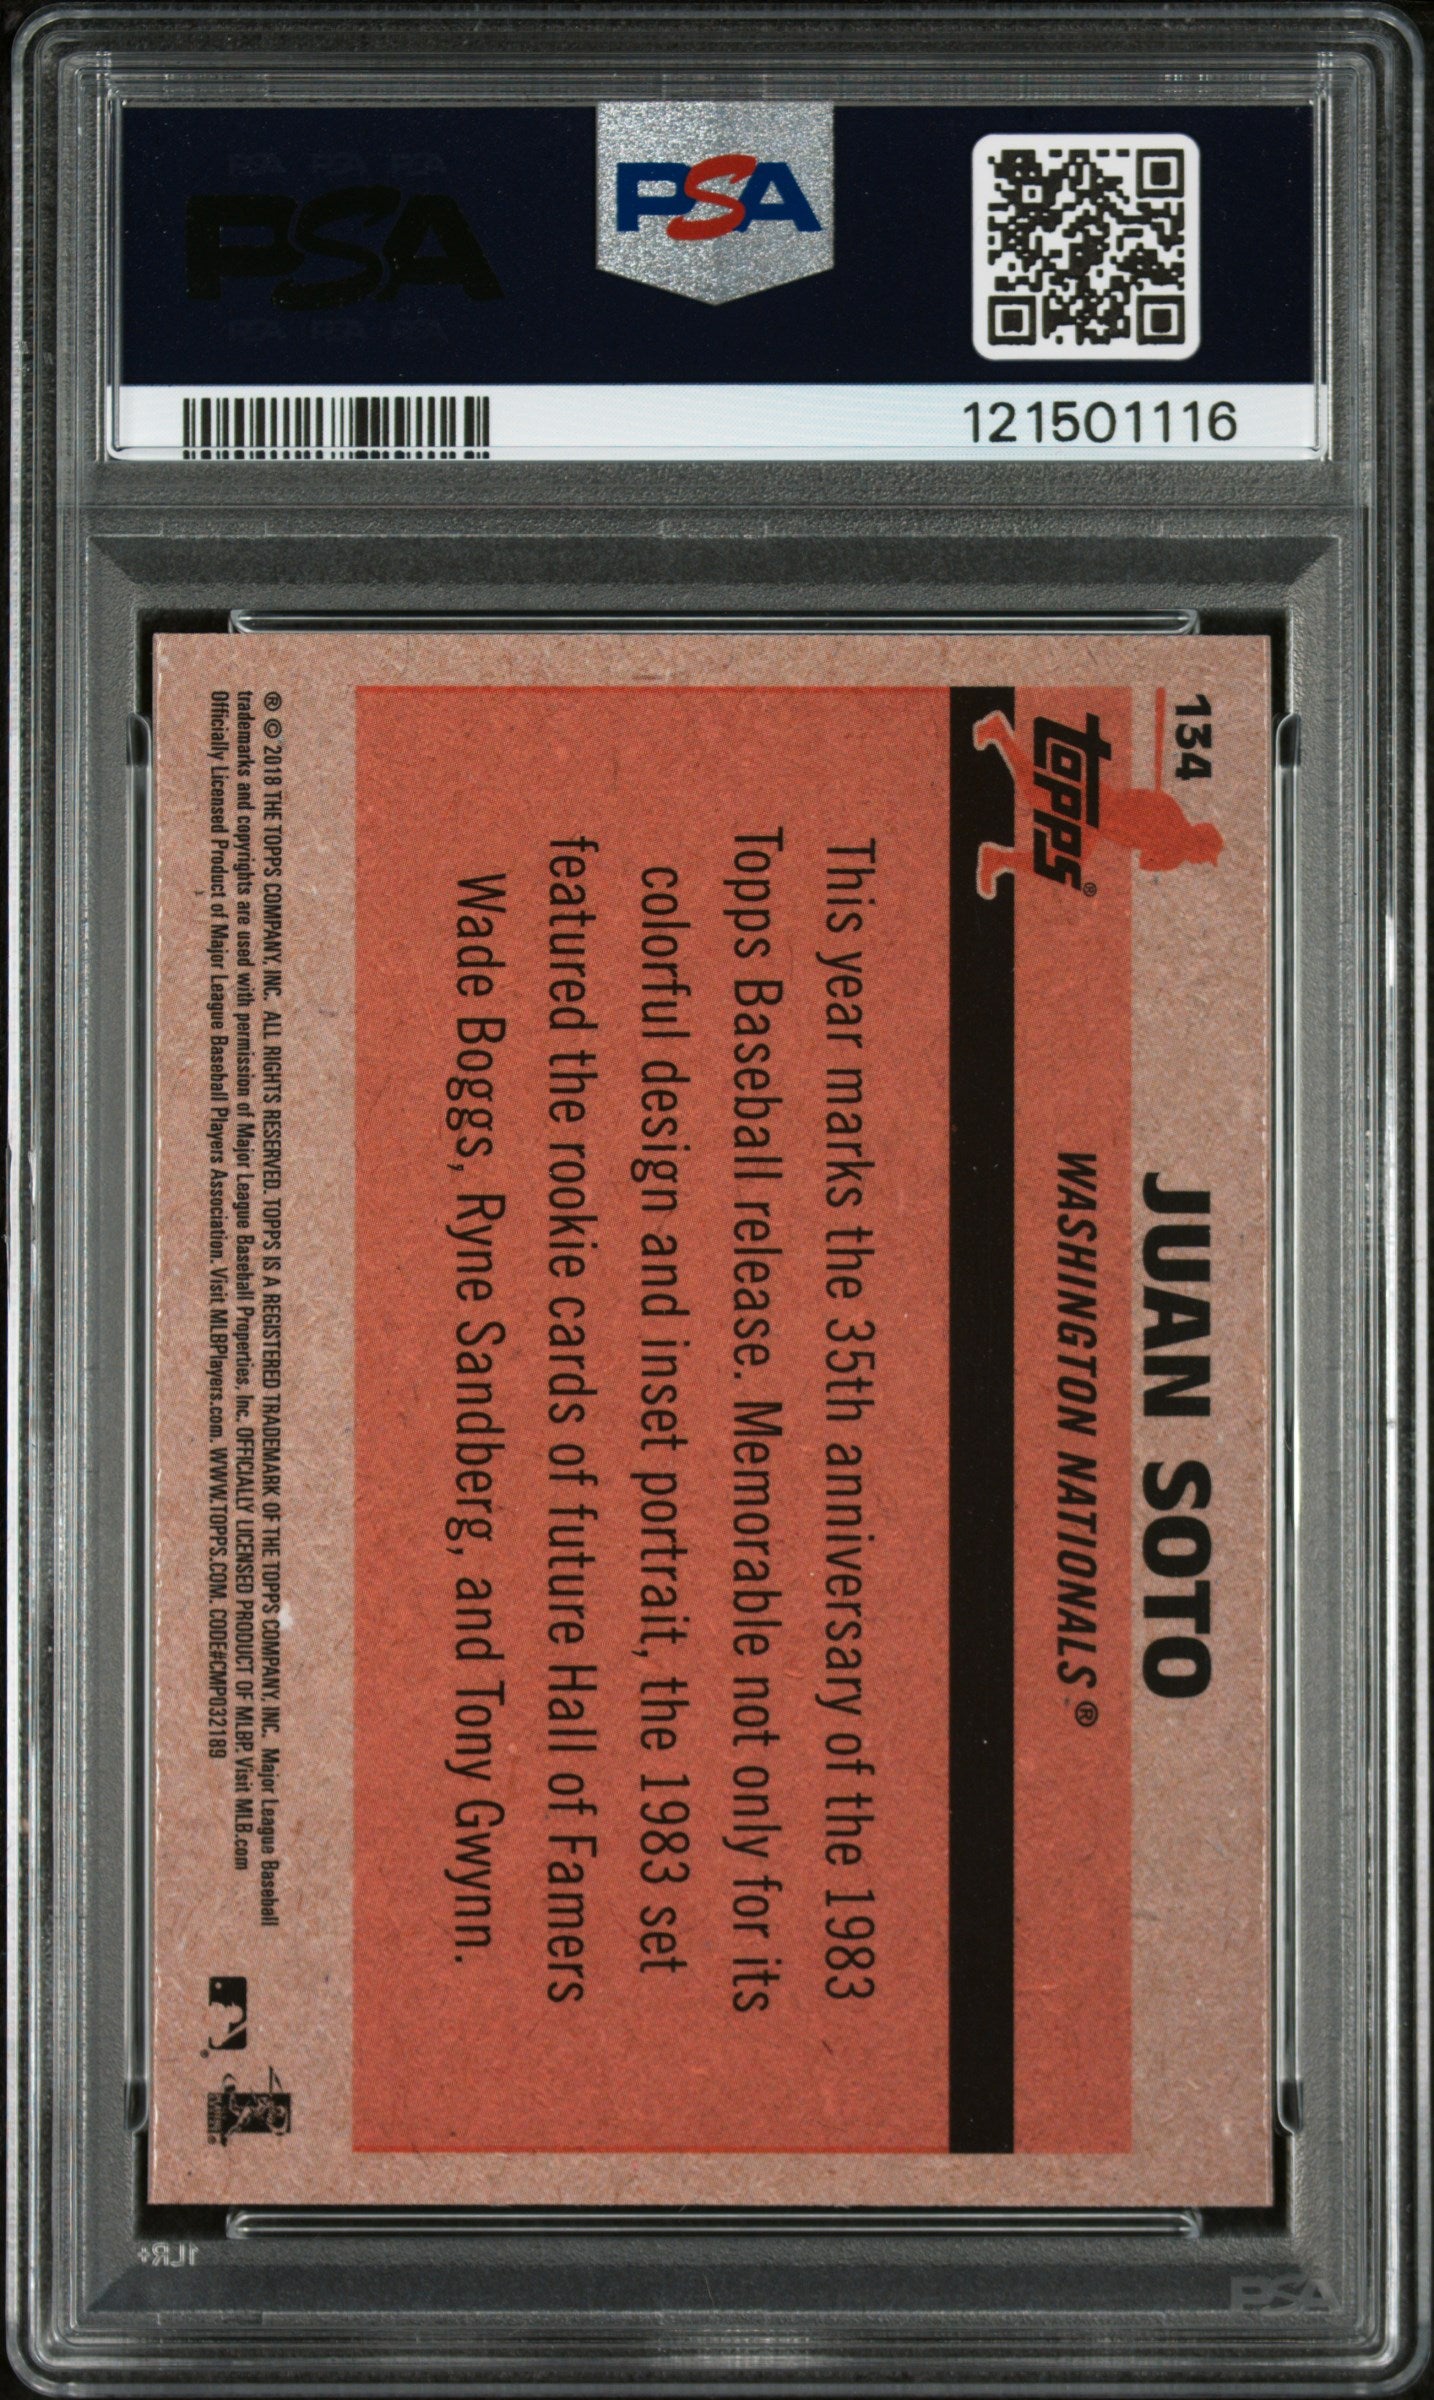 PSA
PSA
121501116
134
JUAN SOTO
topps®
WASHINGTON NATIONALS®
This year marks the 35th anniversary of the 1983
Topps Baseball release. Memorable not only for its
colorful design and inset portrait, the 1983 set
featured the rookie cards of future Hall of Famers
Wade Boggs, Ryne Sandberg, and Tony Gwynn.
® © 2018 THE TOPPS COMPANY, INC. ALL RIGHTS RESERVED. TOPPS IS A REGISTERED TRADEMARK OF THE TOPPS COMPANY, INC. Major League Baseball
trademarks and copyrights are used with permission of Major League Baseball Properties, Inc. OFFICIALLY LICENSED PRODUCT OF MLBP. Visit MLB.com
Officially Licensed Product of Major League Baseball Players Association. Visit MLBPlayers.com. WWW.TOPPS.COM. CODE#CMP032189
1LR+
PSA